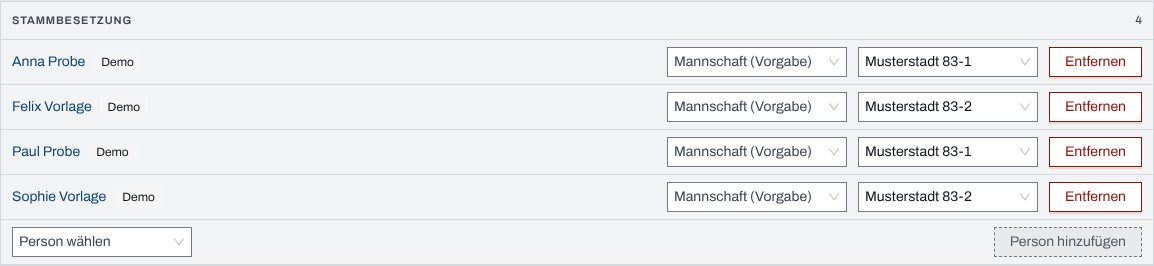 STAMMBESETZUNG 4
Anna Probe Demo Mannschaft (Vorgabe) Musterstadt 83-1 Entfernen
Felix Vorlage Demo Mannschaft (Vorgabe) Musterstadt 83-2 Entfernen
Paul Probe Demo Mannschaft (Vorgabe) Musterstadt 83-1 Entfernen
Sophie Vorlage Demo Mannschaft (Vorgabe) Musterstadt 83-2 Entfernen
Person wählen Person hinzufügen